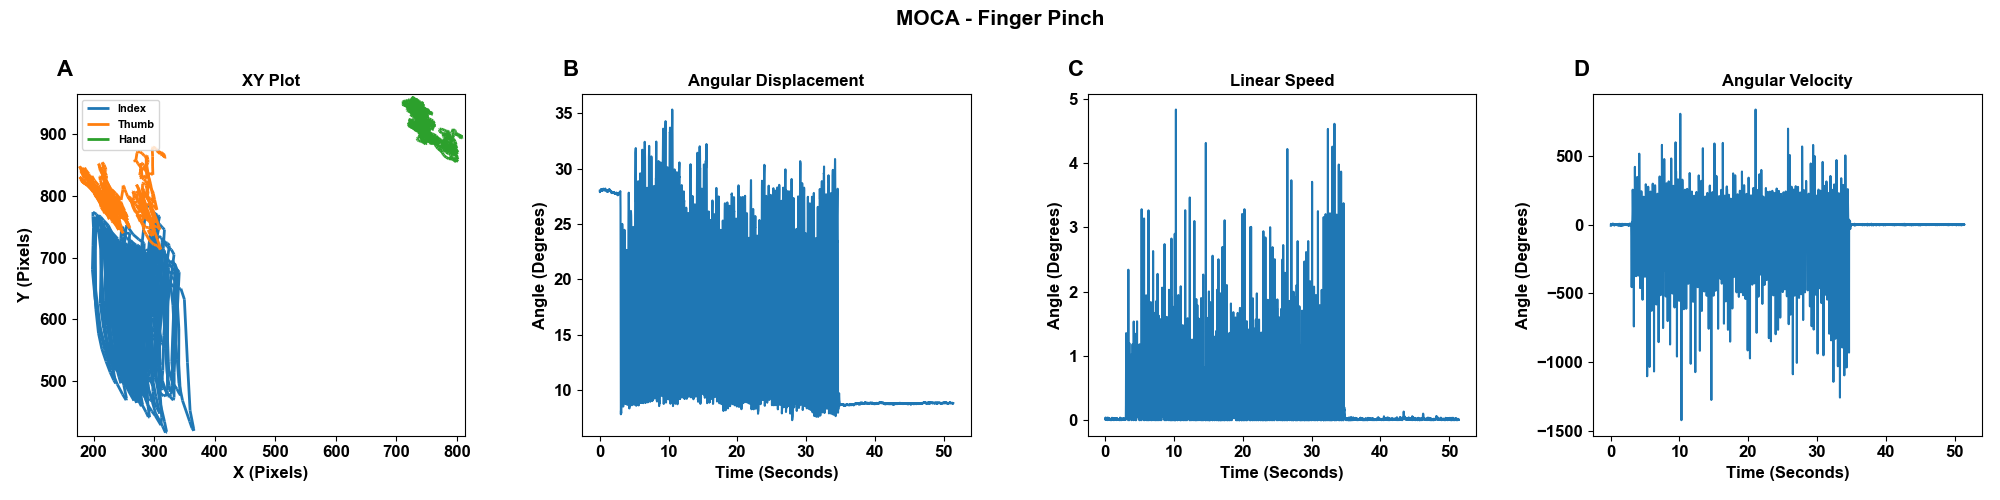 MOCA - Finger Pinch
A
XY Plot
Index
Thumb
Hand
900
800
700
600
500
200 300 400 500 600 700 800
Y (Pixels)
X (Pixels)
B
Angular Displacement
35
30
25
20
15
10
0 10 20 30 40 50
Angle (Degrees)
Time (Seconds)
C
Linear Speed
5
4
3
2
1
0
0 10 20 30 40 50
Angle (Degrees)
Time (Seconds)
D
Angular Velocity
500
0
−500
−1000
−1500
0 10 20 30 40 50
Angle (Degrees)
Time (Seconds)